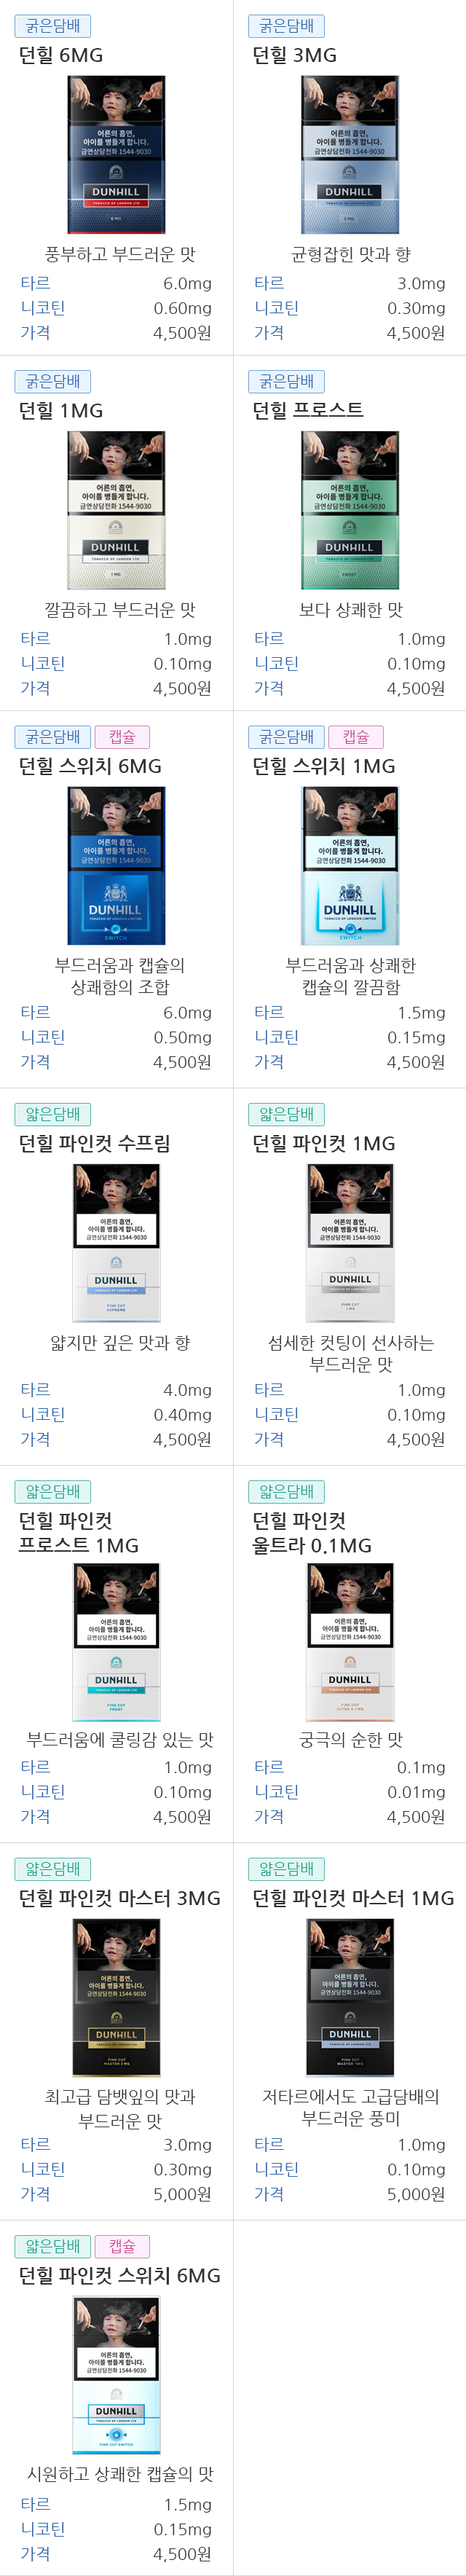 굵은담배
던힐 6MG
어른의 흡연,
아이를 병들게 합니다.
금연상담전화 1544-9030
DUNHILL
TOBACCO OF LONDON LTD
6 MG
풍부하고 부드러운 맛
타르 6.0mg
니코틴 0.60mg
가격 4,500원
굵은담배
던힐 3MG
어른의 흡연,
아이를 병들게 합니다.
금연상담전화 1544-9030
DUNHILL
TOBACCO OF LONDON LTD
3 MG
균형잡힌 맛과 향
타르 3.0mg
니코틴 0.30mg
가격 4,500원
굵은담배
던힐 1MG
어른의 흡연,
아이를 병들게 합니다.
금연상담전화 1544-9030
DUNHILL
TOBACCO OF LONDON LTD
1 MG
깔끔하고 부드러운 맛
타르 1.0mg
니코틴 0.10mg
가격 4,500원
굵은담배
던힐 프로스트
어른의 흡연,
아이를 병들게 합니다.
금연상담전화 1544-9030
DUNHILL
TOBACCO OF LONDON LTD
FROST
보다 상쾌한 맛
타르 1.0mg
니코틴 0.10mg
가격 4,500원
굵은담배 캡슐
던힐 스위치 6MG
어른의 흡연,
아이를 병들게 합니다.
금연상담전화 1544-9030
DUNHILL
TOBACCO OF LONDON LIMITED
SWITCH
부드러움과 캡슐의
상쾌함의 조합
타르 6.0mg
니코틴 0.50mg
가격 4,500원
굵은담배 캡슐
던힐 스위치 1MG
어른의 흡연,
아이를 병들게 합니다.
금연상담전화 1544-9030
DUNHILL
TOBACCO OF LONDON LIMITED
SWITCH
부드러움과 상쾌한
캡슐의 깔끔함
타르 1.5mg
니코틴 0.15mg
가격 4,500원
얇은담배
던힐 파인컷 수프림
어른의 흡연,
아이를 병들게 합니다.
금연상담전화 1544-9030
DUNHILL
TOBACCO OF LONDON LTD
FINE CUT
SUPREME
얇지만 깊은 맛과 향
타르 4.0mg
니코틴 0.40mg
가격 4,500원
얇은담배
던힐 파인컷 1MG
어른의 흡연,
아이를 병들게 합니다.
금연상담전화 1544-9030
DUNHILL
TOBACCO OF LONDON LTD
FINE CUT
1 MG
섬세한 컷팅이 선사하는
부드러운 맛
타르 1.0mg
니코틴 0.10mg
가격 4,500원
얇은담배
던힐 파인컷
프로스트 1MG
어른의 흡연,
아이를 병들게 합니다.
금연상담전화 1544-9030
DUNHILL
TOBACCO OF LONDON LTD
FINE CUT
FROST
부드러움에 쿨링감 있는 맛
타르 1.0mg
니코틴 0.10mg
가격 4,500원
얇은담배
던힐 파인컷
울트라 0.1MG
어른의 흡연,
아이를 병들게 합니다.
금연상담전화 1544-9030
DUNHILL
TOBACCO OF LONDON LTD
FINE CUT
ULTRA 0.1 MG
궁극의 순한 맛
타르 0.1mg
니코틴 0.01mg
가격 4,500원
얇은담배
던힐 파인컷 마스터 3MG
어른의 흡연,
아이를 병들게 합니다.
금연상담전화 1544-9030
DUNHILL
FINE CUT
MASTER 3 MG
최고급 담뱃잎의 맛과
부드러운 맛
타르 3.0mg
니코틴 0.30mg
가격 5,000원
얇은담배
던힐 파인컷 마스터 1MG
어른의 흡연,
아이를 병들게 합니다.
금연상담전화 1544-9030
DUNHILL
FINE CUT
MASTER 1MG
저타르에서도 고급담배의
부드러운 풍미
타르 1.0mg
니코틴 0.10mg
가격 5,000원
얇은담배 캡슐
던힐 파인컷 스위치 6MG
어른의 흡연,
아이를 병들게 합니다.
금연상담전화 1544-9030
DUNHILL
TOBACCO OF LONDON LTD
FINE CUT SWITCH
시원하고 상쾌한 캡슐의 맛
타르 1.5mg
니코틴 0.15mg
가격 4,500원